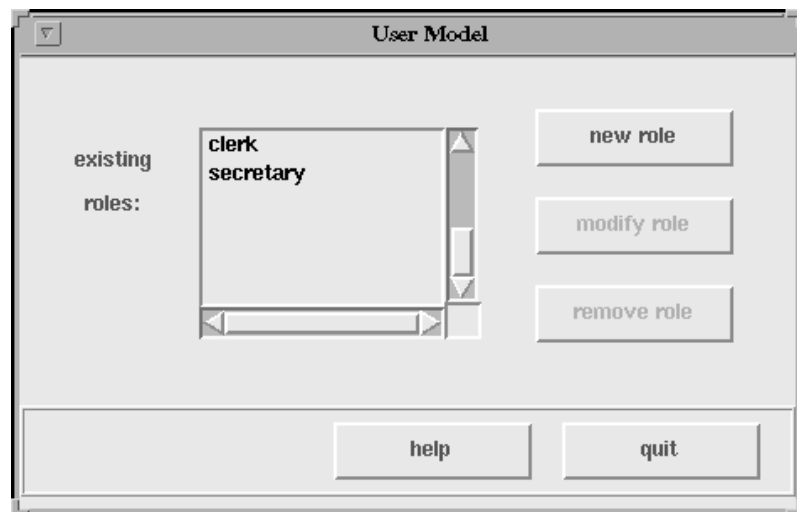 User Model
existing
roles:
clerk
secretary
new role
modify role
remove role
help
quit